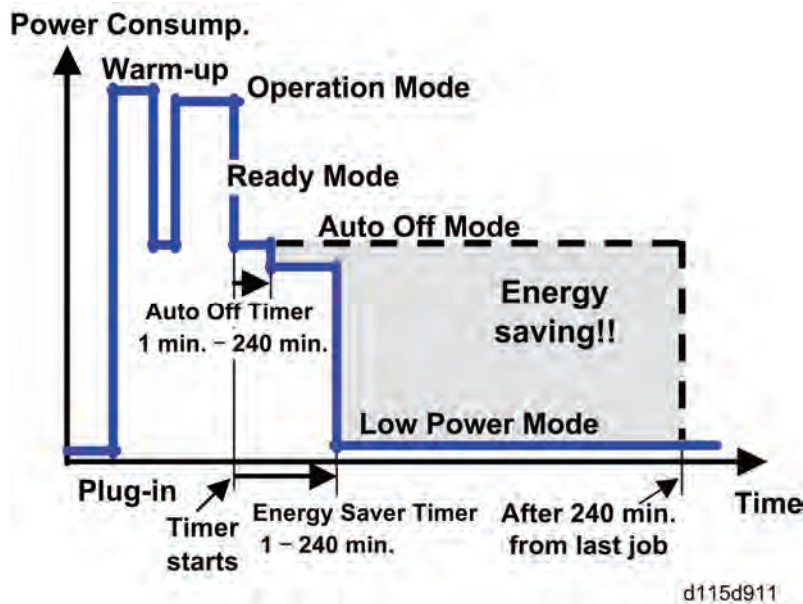 Power Consump.
Warm-up
Operation Mode
Ready Mode
Auto Off Mode
Energy
saving!!
Auto Off Timer
1 min. – 240 min.
Low Power Mode
Plug-in
Time
Timer
starts
Energy Saver Timer
1 – 240 min.
After 240 min.
from last job
d115d911